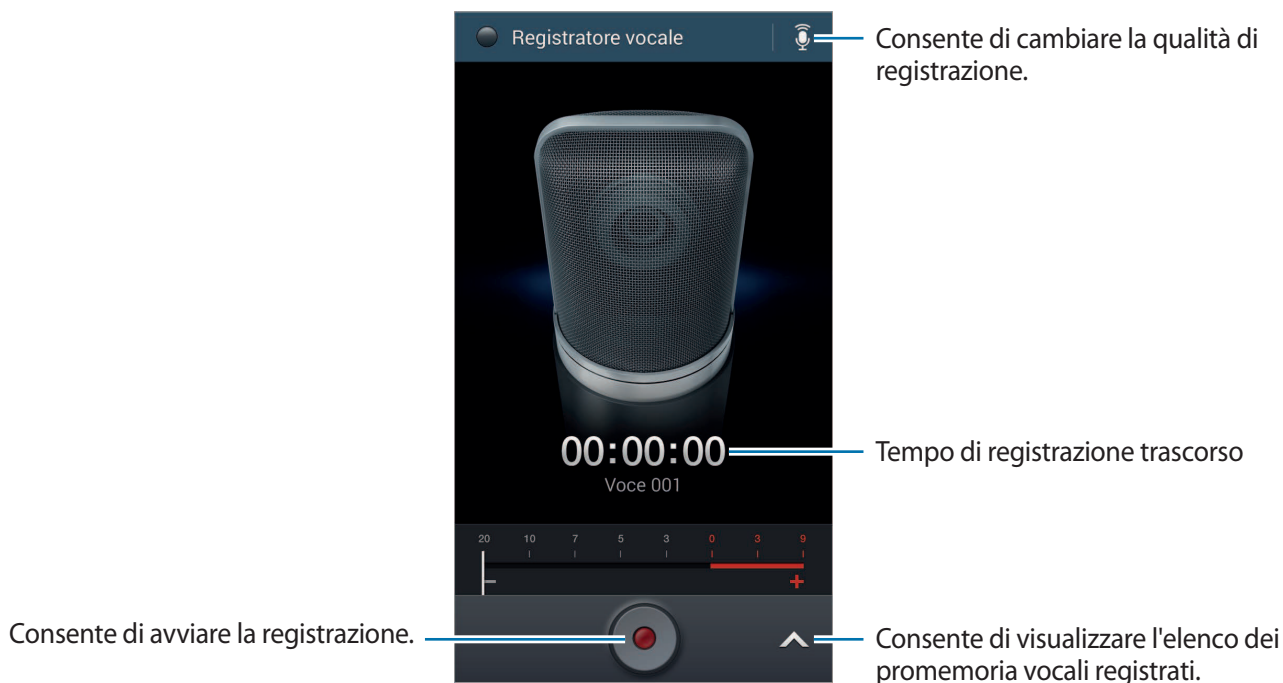 Registratore vocale
Consente di cambiare la qualità di
registrazione.
00:00:00
Tempo di registrazione trascorso
Voce 001
20 10 7 5 3 0 3 9
- +
Consente di avviare la registrazione.
Consente di visualizzare l'elenco dei
promemoria vocali registrati.